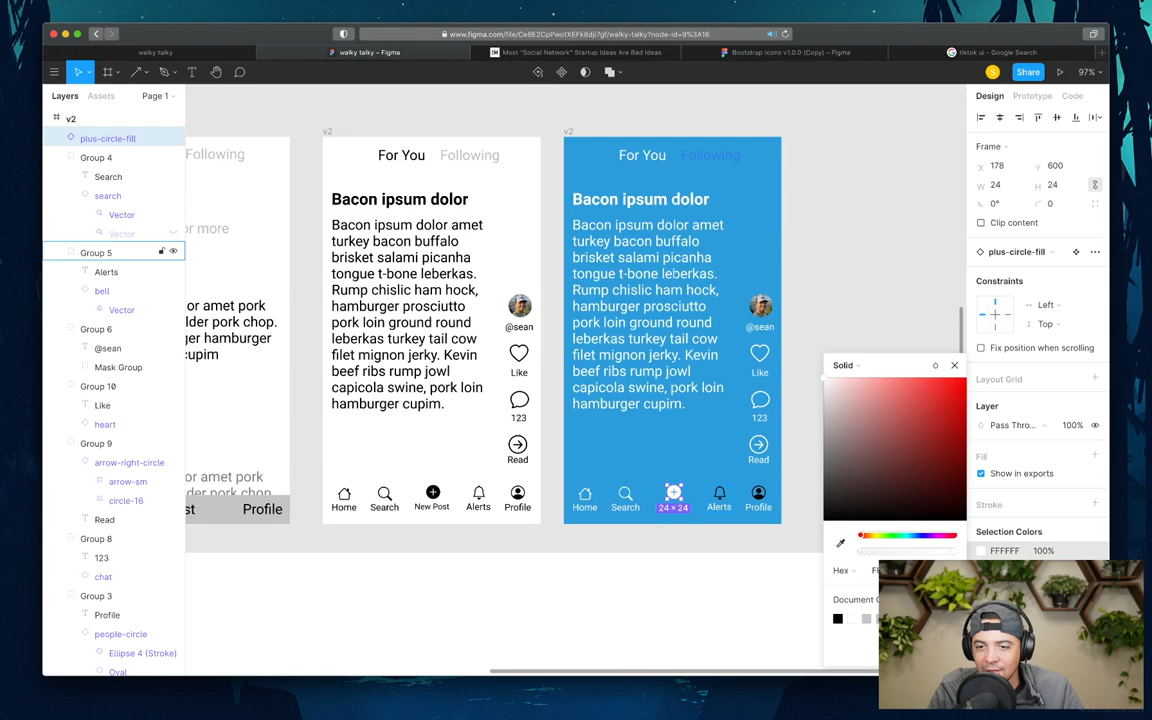 www.figma.com/file/Ce8E2CpPwotXEFk8dji7gf/walky-talky?node-id=9%3A16
walky talky
walky-talky – Figma
Most "Social Network" Startup Ideas Are Bad Ideas
Bootstrap Icons v1.0.0 (Copy) – Figma
tiktok ui - Google Search
S
Share
97%
Layers
Assets
Page 1
v2
plus-circle-fill
Group 4
Search
search
Vector
Vector
Group 5
Alerts
bell
Vector
Group 6
@sean
Mask Group
Group 10
Like
heart
Group 9
arrow-right-circle
arrow-sm
circle-16
Read
Group 8
123
chat
Group 3
Profile
people-circle
Ellipse 4 (Stroke)
Oval
Following
or more
or amet pork
lder pork chop.
ger hamburger
cupim
or amet pork
lder pork chop
st
Profile
v2
For You
Following
Bacon ipsum dolor
Bacon ipsum dolor amet
turkey bacon buffalo
brisket salami picanha
tongue t-bone leberkas.
Rump chislic ham hock,
hamburger prosciutto
pork loin ground round
leberkas turkey tail cow
filet mignon jerky. Kevin
beef ribs rump jowl
capicola swine, pork loin
hamburger cupim.
@sean
Like
123
Read
Home
Search
New Post
Alerts
Profile
v2
For You
Following
Bacon ipsum dolor
Bacon ipsum dolor amet
turkey bacon buffalo
brisket salami picanha
tongue t-bone leberkas.
Rump chislic ham hock,
hamburger prosciutto
pork loin ground round
leberkas turkey tail cow
filet mignon jerky. Kevin
beef ribs rump jowl
capicola swine, pork loin
hamburger cupim.
@sean
Like
123
Read
Home
Search
24 × 24
Alerts
Profile
Solid
Hex
Document C
Design
Prototype
Code
Frame
X 178
Y 600
W 24
H 24
0°
0
Clip content
plus-circle-fill
Constraints
Left
Top
Fix position when scrolling
Layout Grid
Layer
Pass Thro...
100%
Fill
Show in exports
Stroke
Selection Colors
FFFFFF
100%